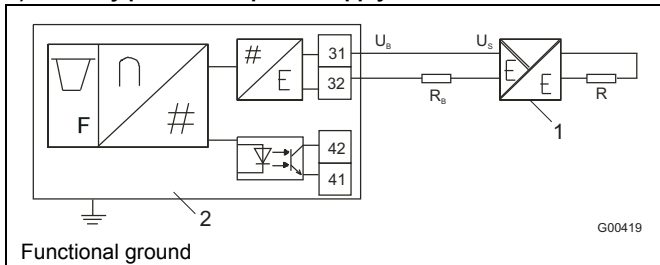 F
∩
#
#
E
31
32
42
41
U_B
U_S
R_B
E
E
R
1
2
G00419
Functional ground